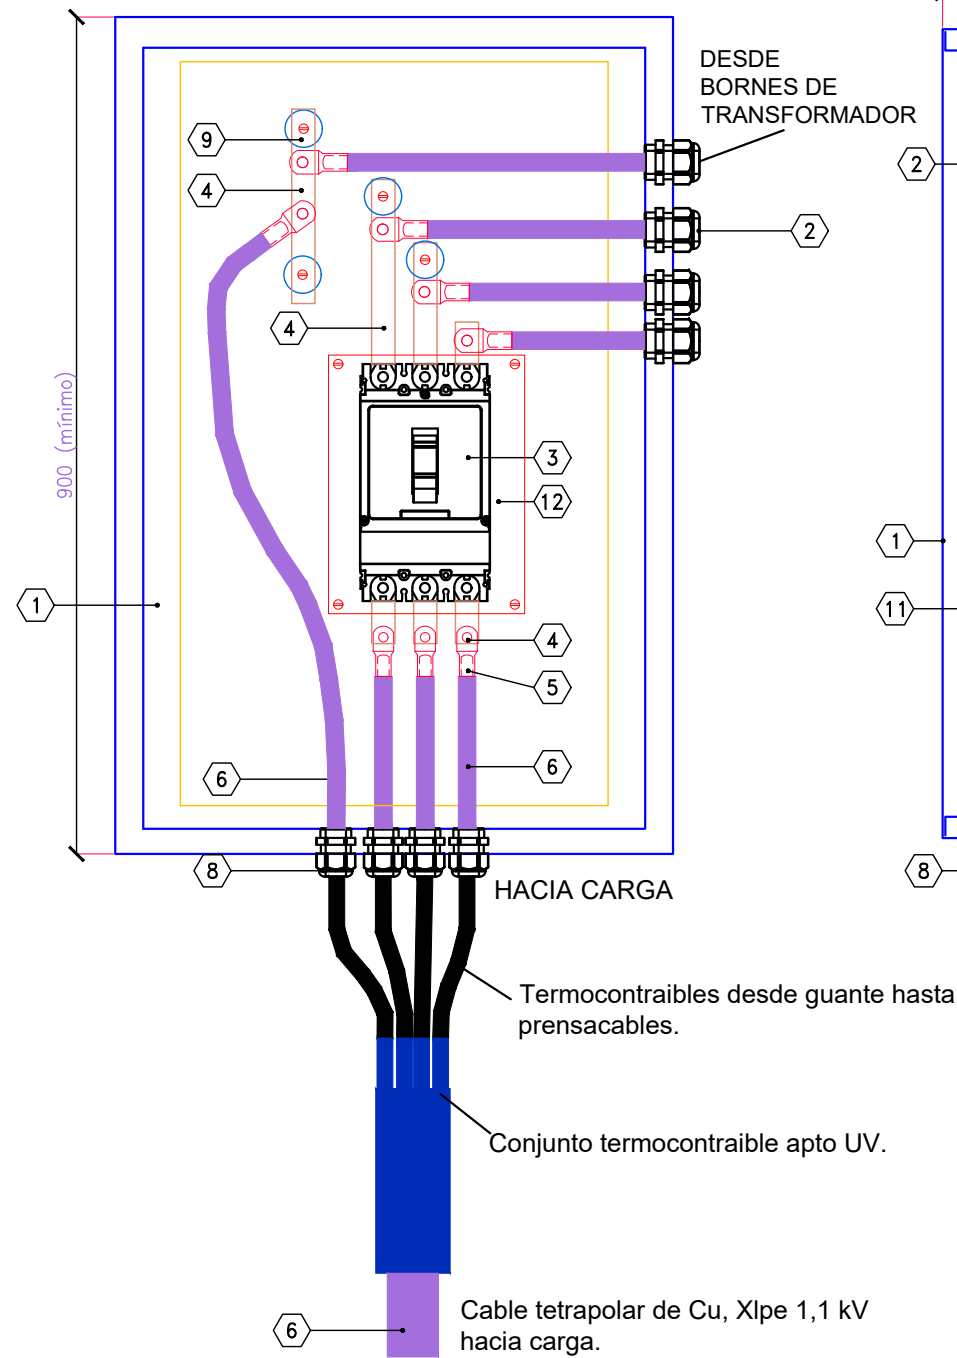 DESDE
BORNES DE
TRANSFORMADOR
9
2
4
2
4
900 (mínimo)
3
12
1
11
1
4
5
6
6
8
8
HACIA CARGA
Termocontraibles desde guante hasta
prensacables.
Conjunto termocontraible apto UV.
Cable tetrapolar de Cu, Xlpe 1,1 kV
hacia carga.
6